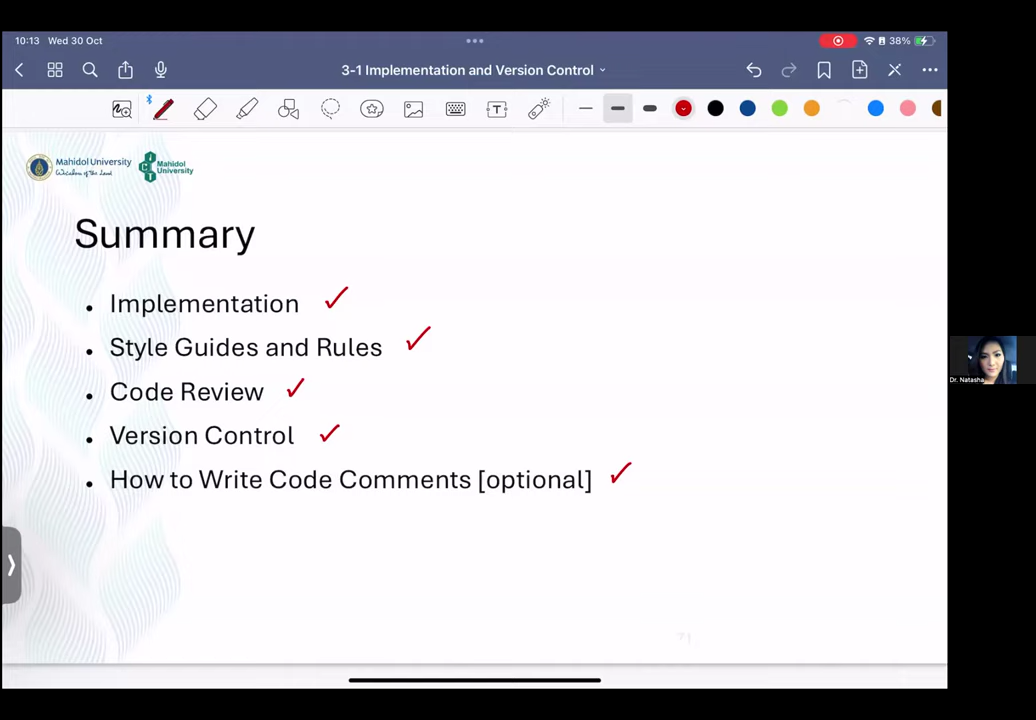 10:13 Wed 30 Oct
38%
3-1 Implementation and Version Control
T
Mahidol University
Wisdom of the Land
ICT
Mahidol
University
Summary
• Implementation
• Style Guides and Rules
• Code Review
• Version Control
• How to Write Code Comments [optional]
71
Dr. Natasha